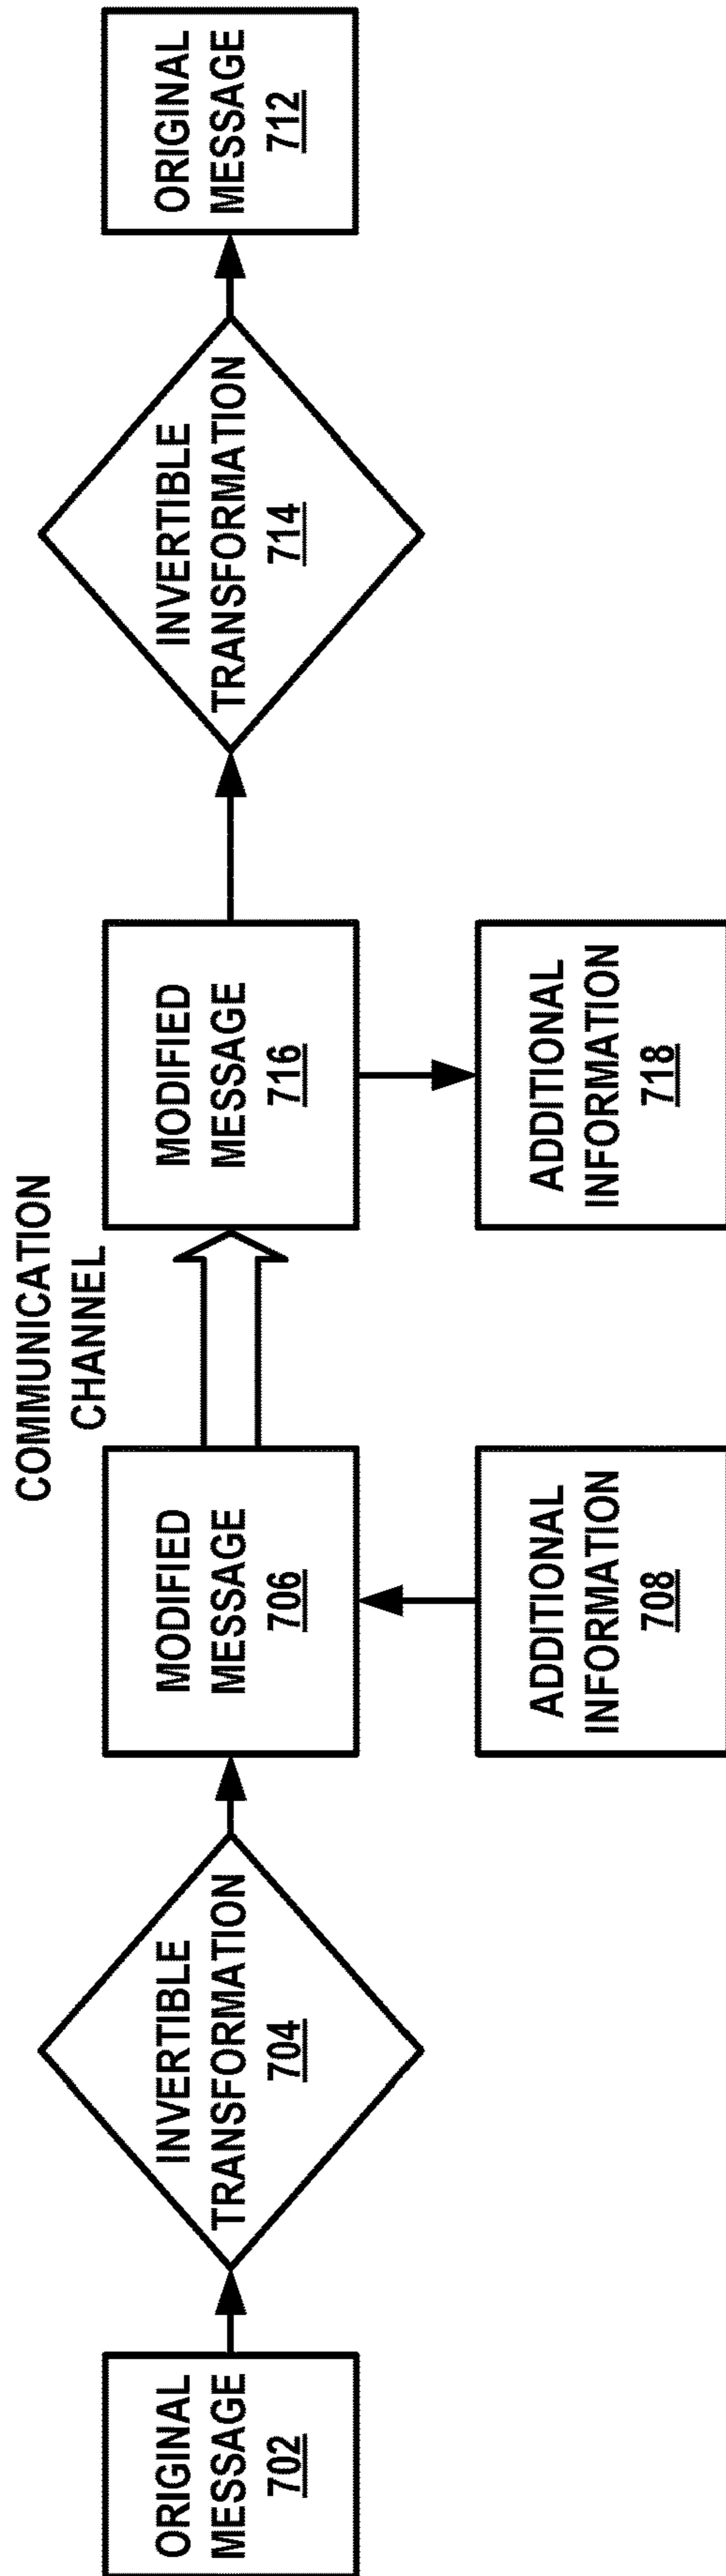 ORIGINAL
MESSAGE
702
INVERTIBLE
TRANSFORMATION
704
MODIFIED
MESSAGE
706
ADDITIONAL
INFORMATION
708
COMMUNICATION
CHANNEL
MODIFIED
MESSAGE
716
ADDITIONAL
INFORMATION
718
INVERTIBLE
TRANSFORMATION
714
ORIGINAL
MESSAGE
712